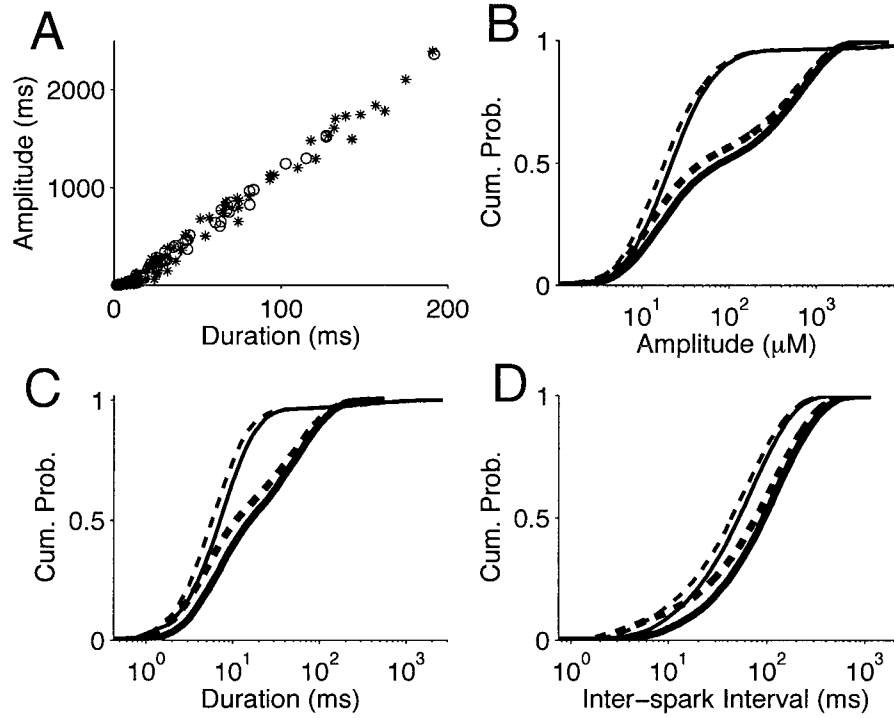 A
Amplitude (ms)
2000
1000
0
0
100
200
Duration (ms)
B
Cum. Prob.
1
0.5
0
10¹
10²
10³
Amplitude (μM)
C
Cum. Prob.
1
0.5
0
10⁰
10¹
10²
10³
Duration (ms)
D
Cum. Prob.
1
0.5
0
10⁰
10¹
10²
10³
Inter-spark Interval (ms)